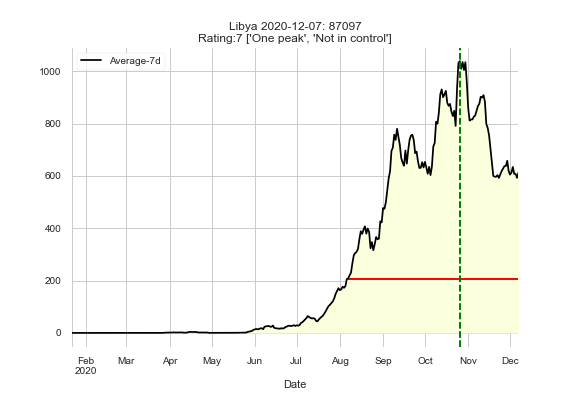 Libya 2020-12-07: 87097
Rating:7 ['One peak', 'Not in control']
Average-7d
1000
800
600
400
200
0
Feb Mar Apr May Jun Jul Aug Sep Oct Nov Dec
2020
Date